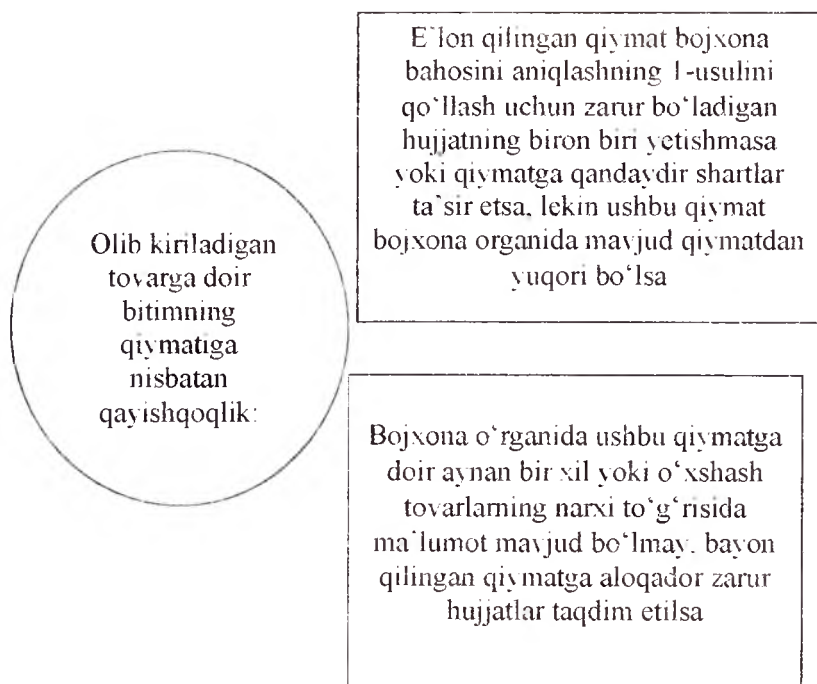 E`lon qilingan qiymat bojxona
bahosini aniqlashning 1-usulini
qo‘llash uchun zarur bo‘ladigan
hujjatning biron biri yetishmasa
yoki qiymatga qandaydir shartlar
ta`sir etsa, lekin ushbu qiymat
bojxona organida mavjud qiymatdan
yuqori bo‘lsa
Olib kiriladigan
tovarga doir
bitimning
qiymatiga
nisbatan
qayishqoqlik:
Bojxona o‘rganida ushbu qiymatga
doir aynan bir xil yoki o‘xshash
tovarlarning narxi to‘g‘risida
ma`lumot mavjud bo‘lmay, bayon
qilingan qiymatga aloqador zarur
hujjatlar taqdim etilsa